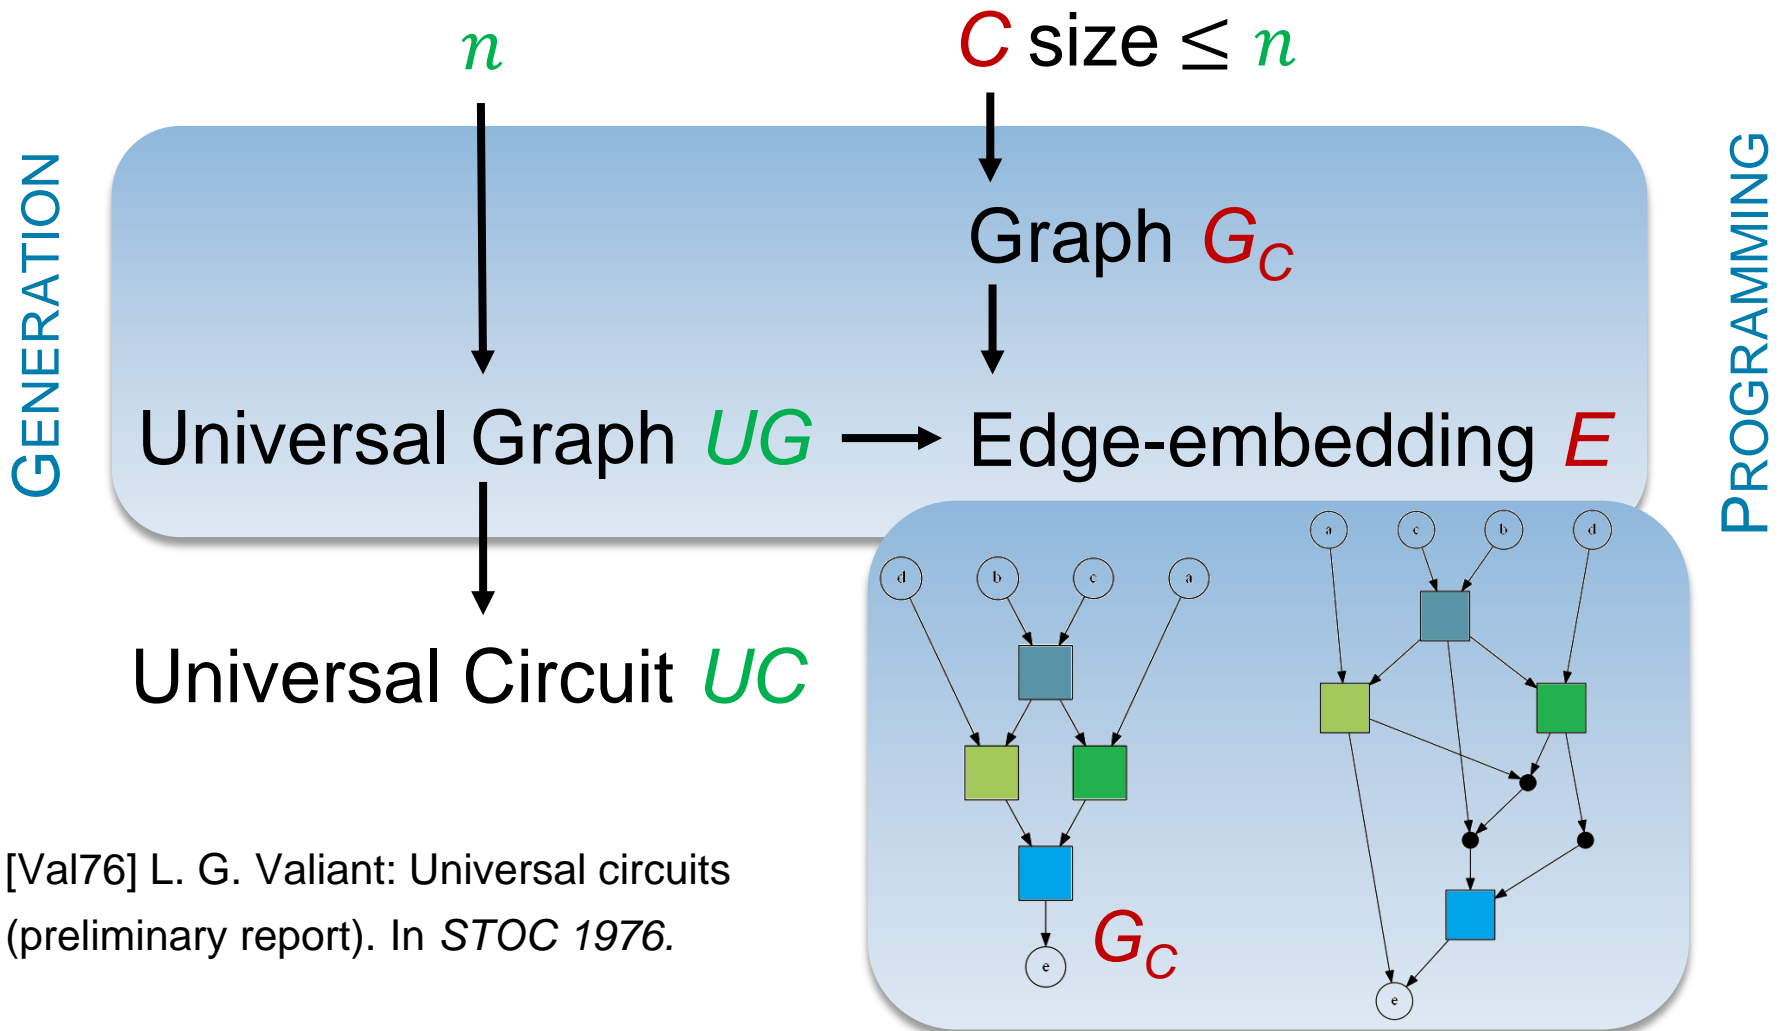 n
C size ≤ n
GENERATION
PROGRAMMING
Graph G_C
Universal Graph UG
Edge-embedding E
Universal Circuit UC
a c b d
d b c a
G_C
e
e
[Val76] L. G. Valiant: Universal circuits
(preliminary report). In STOC 1976.